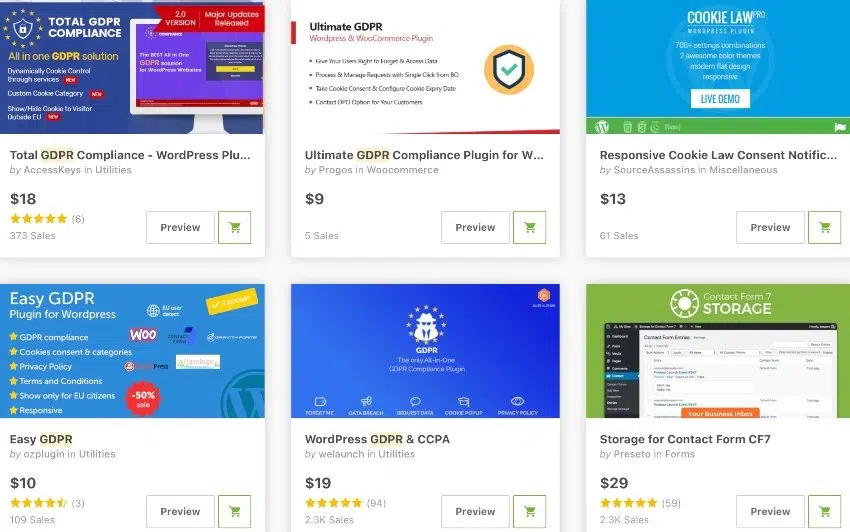 TOTAL GDPR
COMPLIANCE
2.0
VERSION
Major Updates
Released
All in one GDPR solution
Dynamically Cookie Control
through services NEW
Custom Cookie Category NEW
Show/Hide Cookie to Visitor
Outside EU NEW
The BEST All in One
GDPR Solution
for WordPress Websites
Total GDPR Compliance - WordPress Plu...
by AccessKeys in Utilities
$18
(6)
373 Sales
Preview
Ultimate GDPR
Wordpress & WooCommerce Plugin
Give Your Users Right to Forget & Access Data
Process & Manage Requests with Single Click from BO
Take Cookie Consent & Configure Cookie Expiry Date
Contact DPO Option for Your Customers
Ultimate GDPR Compliance Plugin for W...
by Progos in Woocommerce
$9
5 Sales
Preview
COOKIE LAW PRO
WORDPRESS PLUGIN
700+ settings combinations
2 awesome color themes
modern flat design
responsive
LIVE DEMO
Responsive Cookie Law Consent Notific...
by SourceAssassins in Miscellaneous
$13
61 Sales
Preview
Easy GDPR
Plugin for Wordpress
EU user
detect
GDPR compliance
Cookies consent & categories
Privacy Policy
Terms and Conditions
Show only for EU citizens
Responsive
WOO
CONTACT
FORM 7
GRAVITY FORMS
flamingo
-50%
sale
Easy GDPR
by ozplugin in Utilities
$10
(3)
109 Sales
Preview
GDPR
The only All-in-One
GDPR Compliance Plugin
FORGET ME
DATA BREACH
REQUEST DATA
COOKIE POPUP
PRIVACY POLICY
WordPress GDPR & CCPA
by welaunch in Utilities
$19
(94)
2.3K Sales
Preview
Contact Form 7
STORAGE
Contact Form Entries
Your Business Inbox
Storage for Contact Form CF7
by Preseto in Forms
$29
(59)
2.3K Sales
Preview